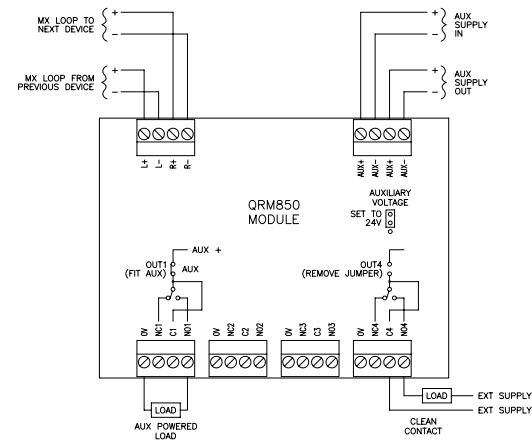 MX LOOP TO
NEXT DEVICE
+
−
MX LOOP FROM
PREVIOUS DEVICE
+
−
+
−
AUX
SUPPLY
IN
+
−
AUX
SUPPLY
OUT
L+
L-
R+
R-
AUX+
AUX-
AUX+
AUX-
QRM850
MODULE
AUXILIARY
VOLTAGE
SET TO
24V
AUX +
OUT1
(FIT AUX)
AUX
OUT4
(REMOVE JUMPER)
0V
NC1
C1
NO1
0V
NC2
C2
NO2
0V
NC3
C3
NO3
0V
NC4
C4
NO4
LOAD
AUX POWERED
LOAD
LOAD
EXT SUPPLY
EXT SUPPLY
CLEAN
CONTACT